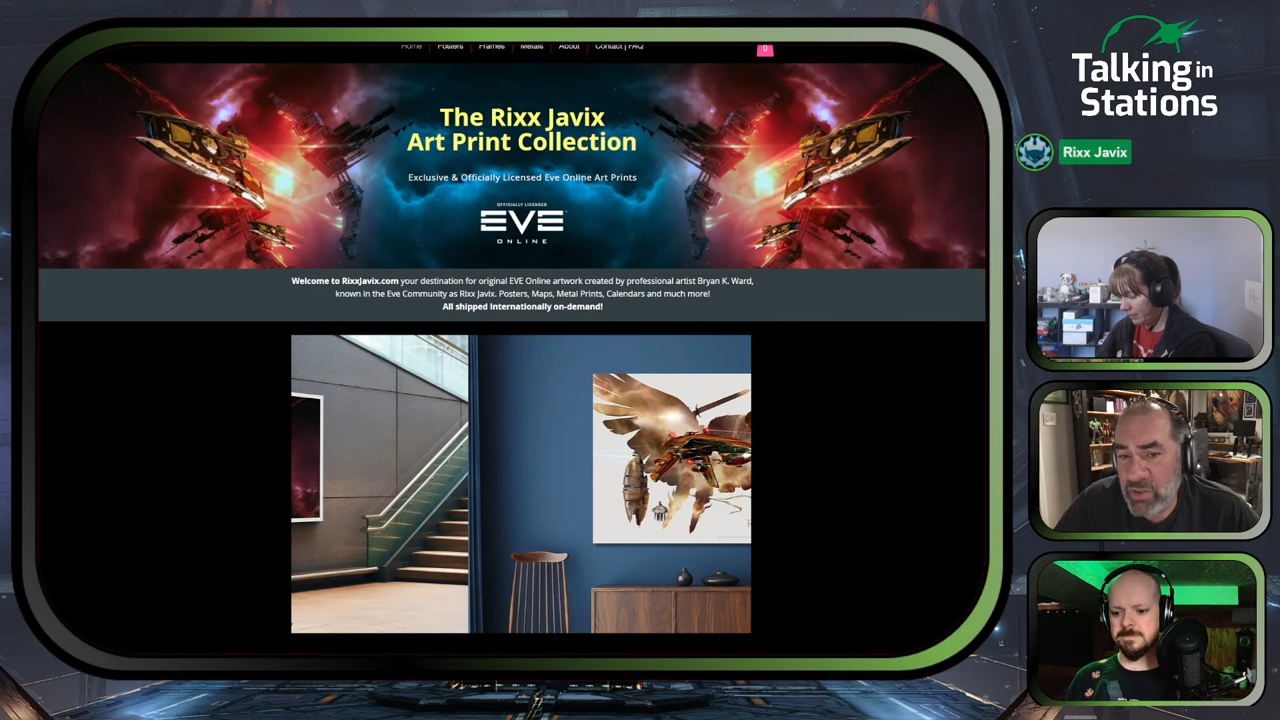 Home Posters Frames Metals About Contact | FAQ
0
The Rixx Javix
Art Print Collection
Exclusive & Officially Licensed Eve Online Art Prints
OFFICIALLY LICENSED
EVE
ONLINE
Welcome to RixxJavix.com your destination for original EVE Online artwork created by professional artist Bryan K. Ward,
known in the Eve Community as Rixx Javix. Posters, Maps, Metal Prints, Calendars and much more!
All shipped Internationally on-demand!
Talking in
Stations
Rixx Javix